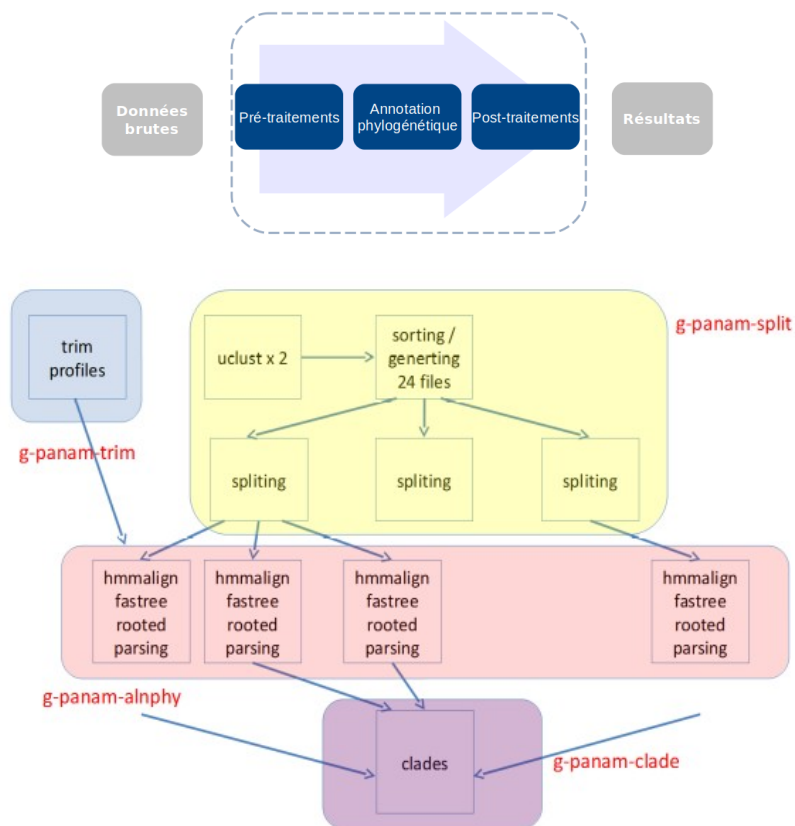 Données
brutes
Pré-traitements
Annotation
phylogénétique
Post-traitements
Résultats
g-panam-split
trim
profiles
uclust x 2
sorting /
generting
24 files
g-panam-trim
spliting
spliting
spliting
hmmalign
fastree
rooted
parsing
hmmalign
fastree
rooted
parsing
hmmalign
fastree
rooted
parsing
hmmalign
fastree
rooted
parsing
g-panam-alnphy
clades
g-panam-clade